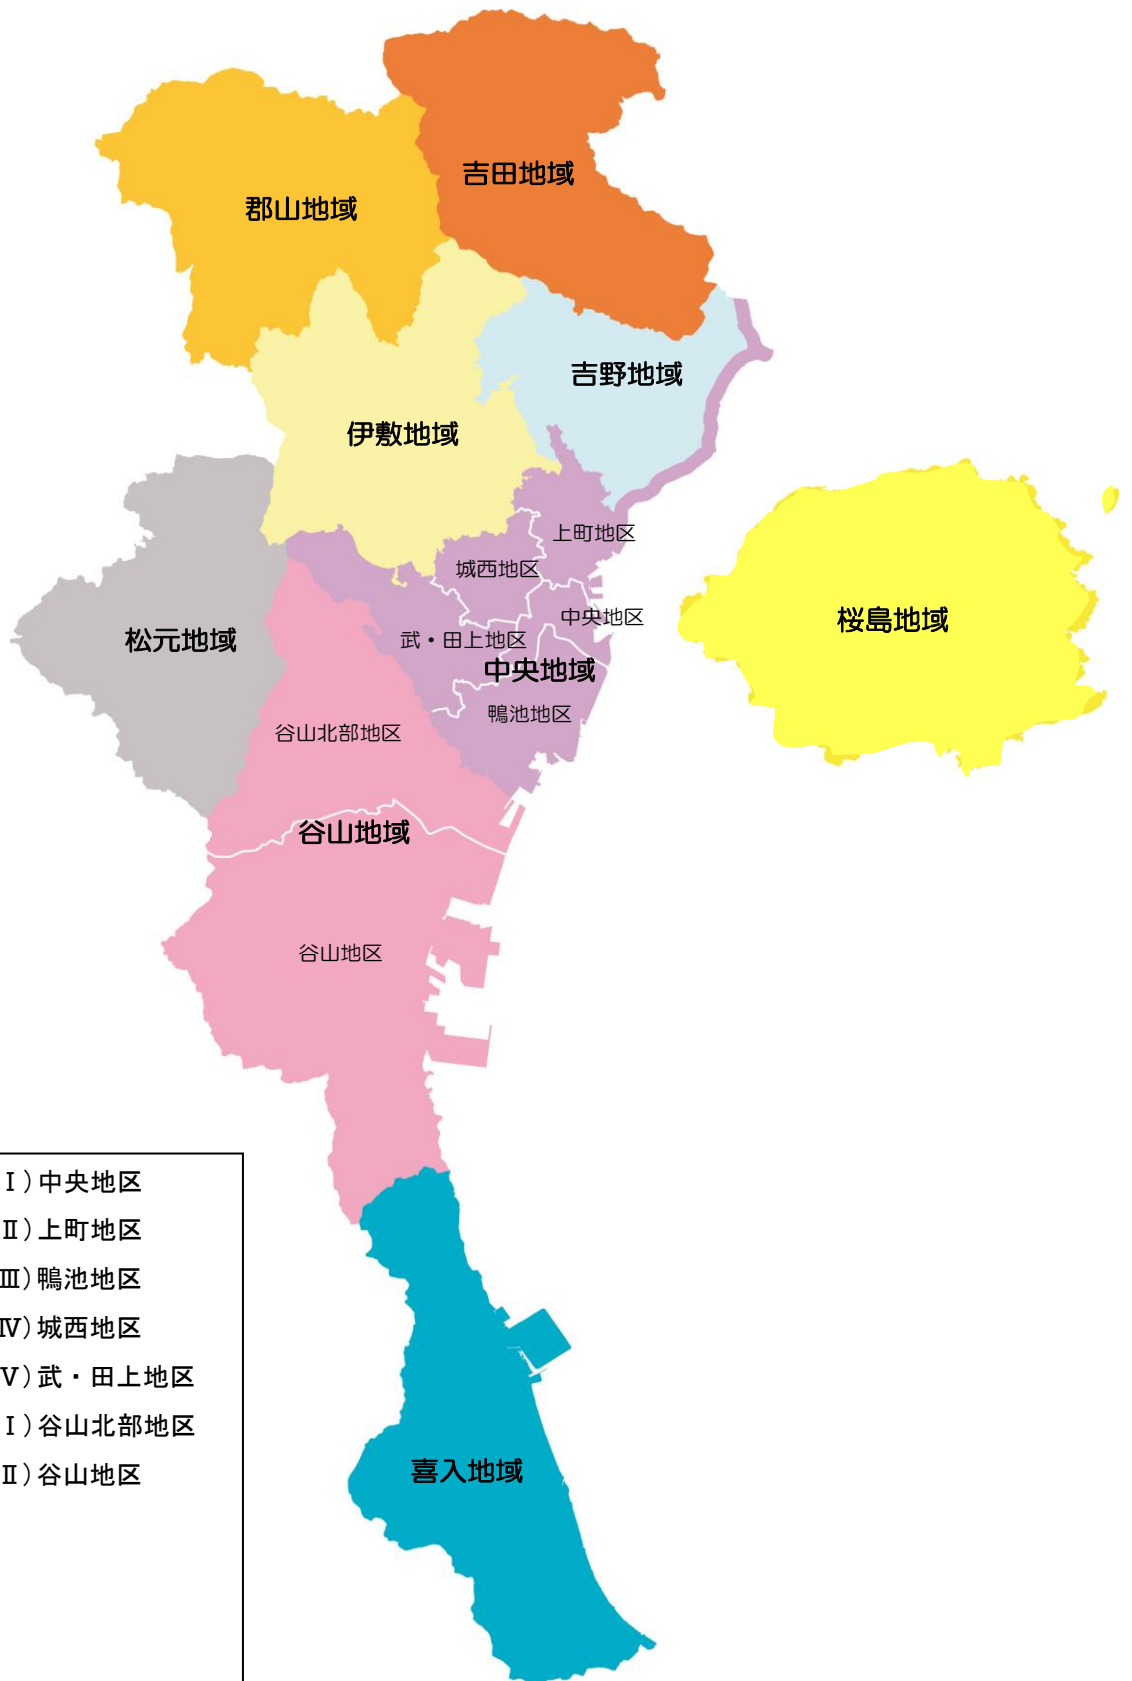 吉田地域
郡山地域
吉野地域
伊敷地域
上町地区
城西地区
中央地区
桜島地域
武・田上地区
松元地域
中央地域
鴨池地区
谷山北部地区
谷山地域
谷山地区
Ⅰ）中央地区
Ⅱ）上町地区
Ⅲ）鴨池地区
Ⅳ）城西地区
Ⅴ）武・田上地区
Ⅰ）谷山北部地区
Ⅱ）谷山地区
喜入地域